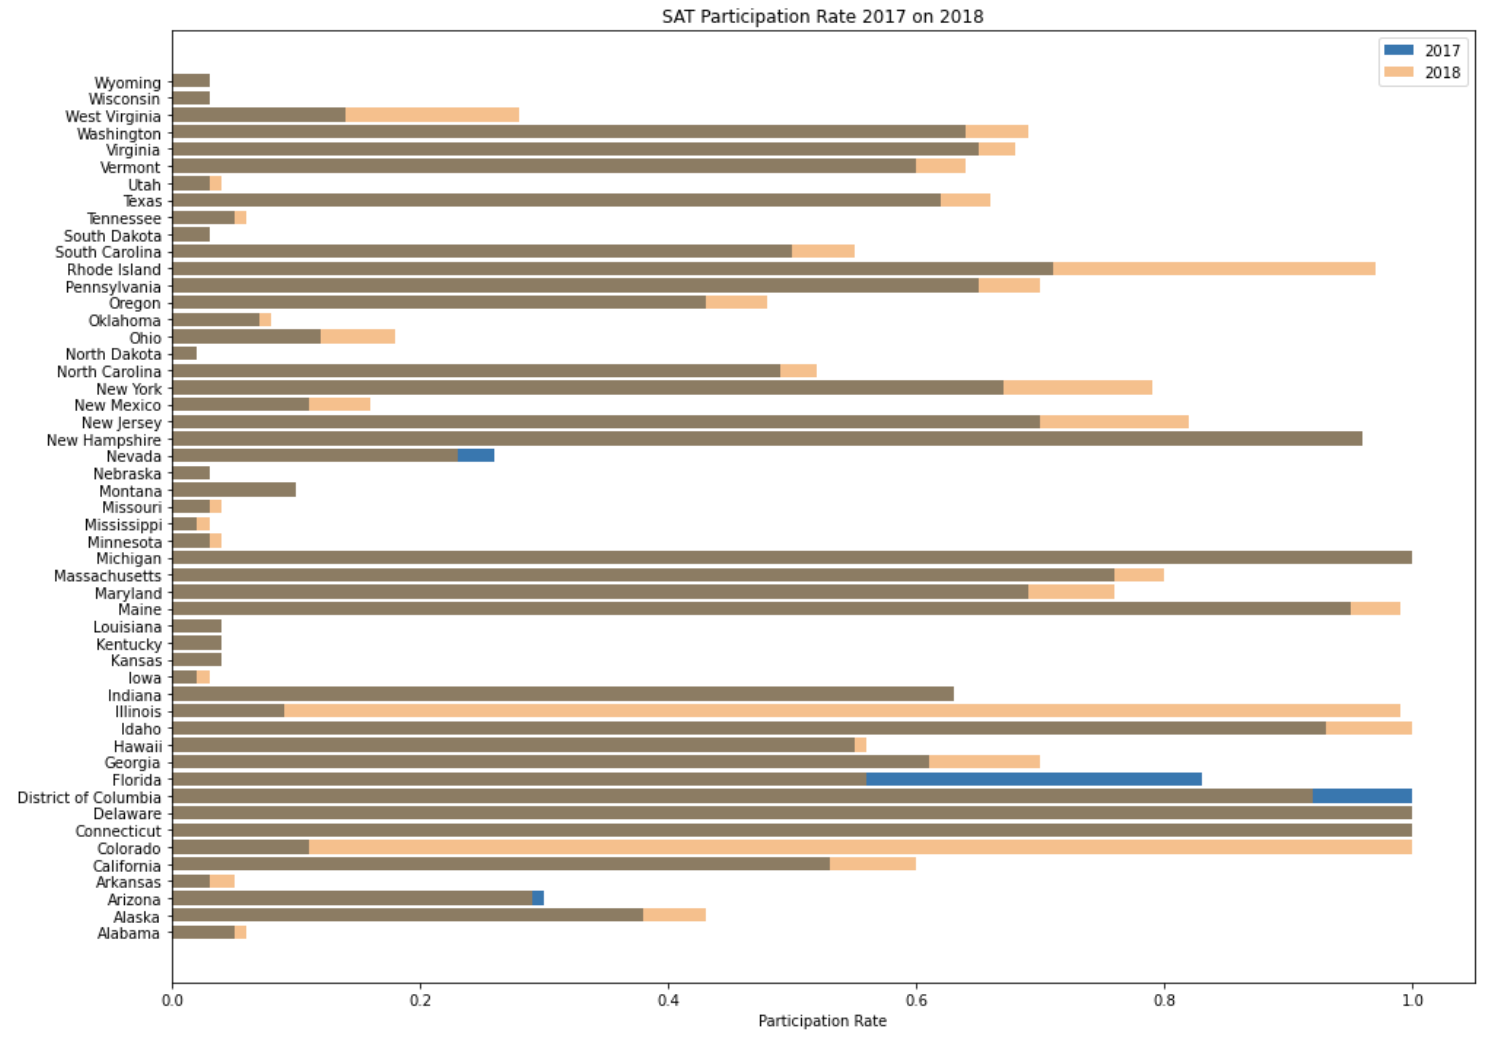 SAT Participation Rate 2017 on 2018
2017
2018
Wyoming
Wisconsin
West Virginia
Washington
Virginia
Vermont
Utah
Texas
Tennessee
South Dakota
South Carolina
Rhode Island
Pennsylvania
Oregon
Oklahoma
Ohio
North Dakota
North Carolina
New York
New Mexico
New Jersey
New Hampshire
Nevada
Nebraska
Montana
Missouri
Mississippi
Minnesota
Michigan
Massachusetts
Maryland
Maine
Louisiana
Kentucky
Kansas
Iowa
Indiana
Illinois
Idaho
Hawaii
Georgia
Florida
District of Columbia
Delaware
Connecticut
Colorado
California
Arkansas
Arizona
Alaska
Alabama
0.0 0.2 0.4 0.6 0.8 1.0
Participation Rate